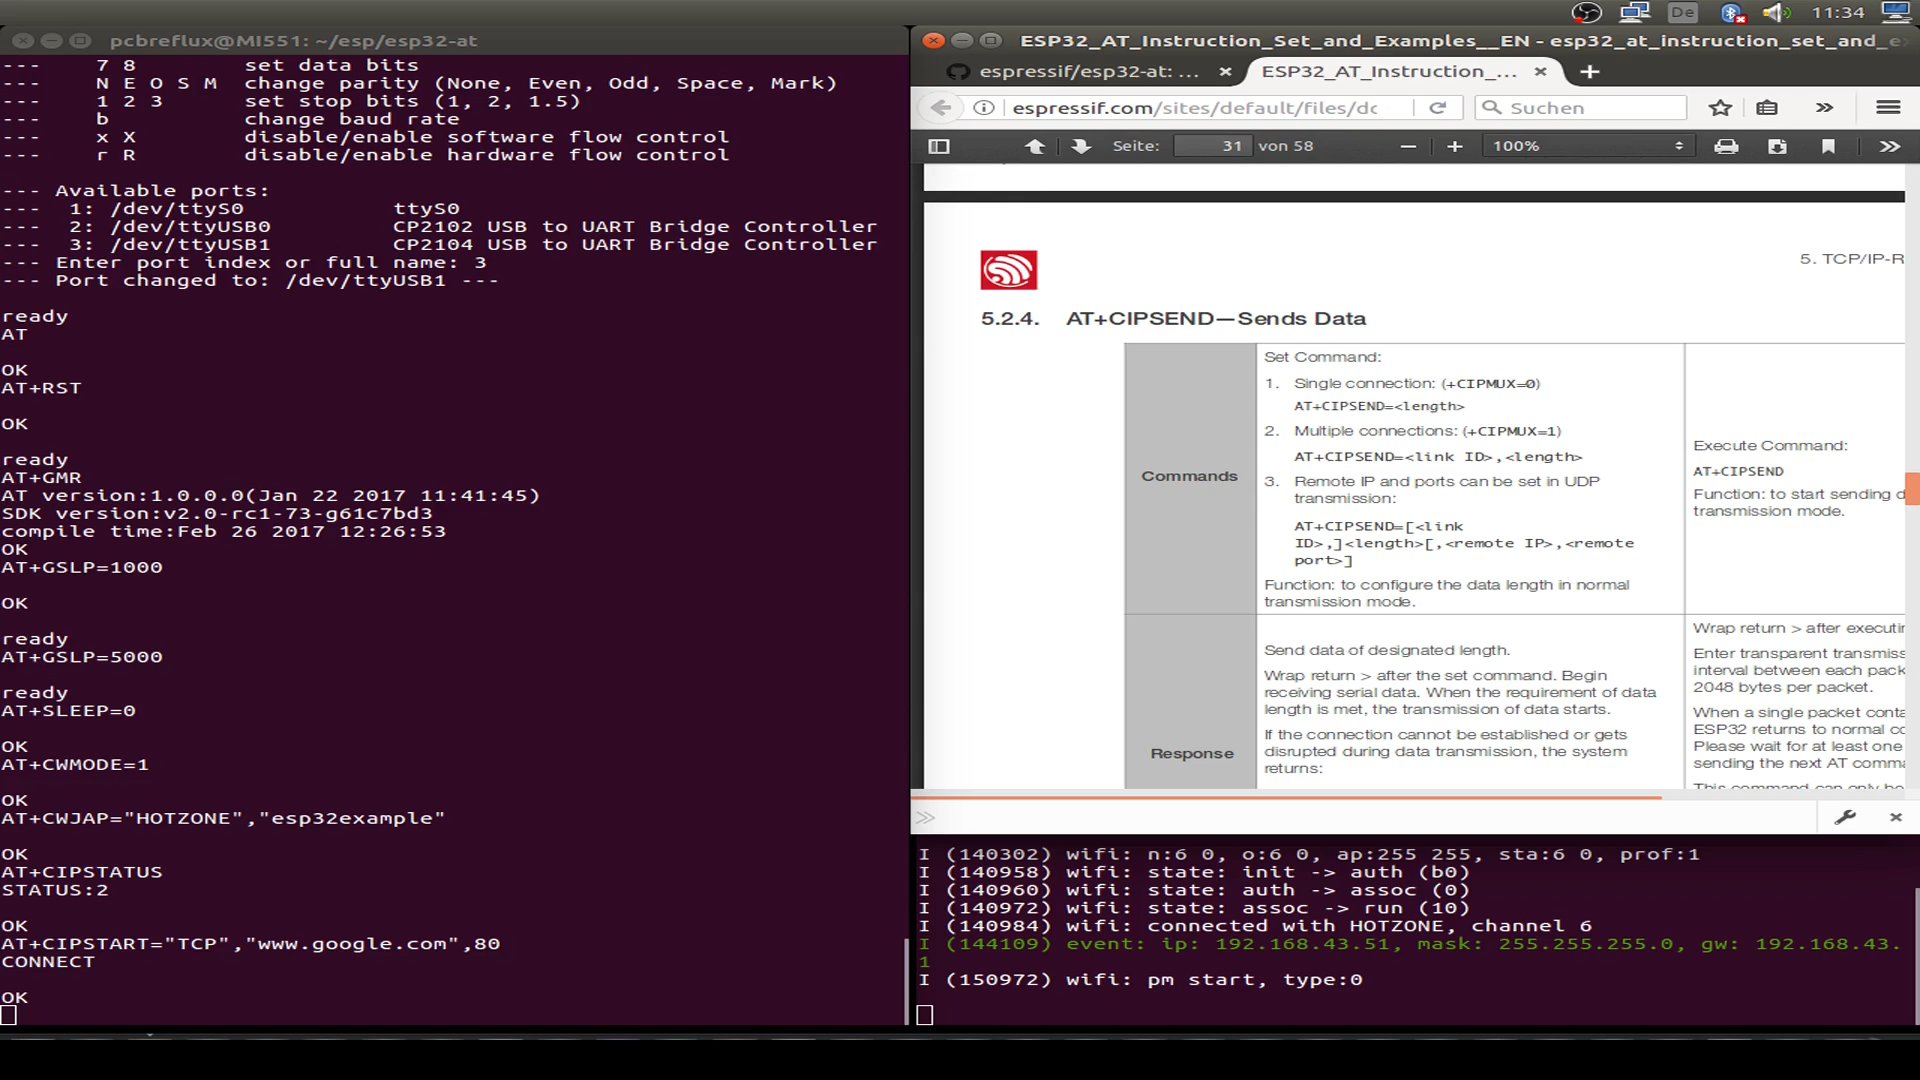 De
11:34
pcbreflux@MI551: ~/esp/esp32-at
--- 7 8 set data bits
--- N E O S M change parity (None, Even, Odd, Space, Mark)
--- 1 2 3 set stop bits (1, 2, 1.5)
--- b change baud rate
--- x X disable/enable software flow control
--- r R disable/enable hardware flow control
--- Available ports:
--- 1: /dev/ttyS0 ttyS0
--- 2: /dev/ttyUSB0 CP2102 USB to UART Bridge Controller
--- 3: /dev/ttyUSB1 CP2104 USB to UART Bridge Controller
--- Enter port index or full name: 3
--- Port changed to: /dev/ttyUSB1 ---
ready
AT
OK
AT+RST
OK
ready
AT+GMR
AT version:1.0.0.0(Jan 22 2017 11:41:45)
SDK version:v2.0-rc1-73-g61c7bd3
compile time:Feb 26 2017 12:26:53
OK
AT+GSLP=1000
OK
ready
AT+GSLP=5000
ready
AT+SLEEP=0
OK
AT+CWMODE=1
OK
AT+CWJAP="HOTZONE","esp32example"
OK
AT+CIPSTATUS
STATUS:2
OK
AT+CIPSTART="TCP","www.google.com",80
CONNECT
OK
ESP32_AT_Instruction_Set_and_Examples__EN - esp32_at_instruction_set_and_e
espressif/esp32-at: ...
ESP32_AT_Instruction_...
espressif.com/sites/default/files/dc
Suchen
Seite: 31 von 58
100%
5. TCP/IP-R
5.2.4. AT+CIPSEND—Sends Data
Commands
Set Command:
1. Single connection: (+CIPMUX=0)
AT+CIPSEND=<length>
2. Multiple connections: (+CIPMUX=1)
AT+CIPSEND=<link ID>,<length>
3. Remote IP and ports can be set in UDP
transmission:
AT+CIPSEND=[<link
ID>,]<length>[,<remote IP>,<remote
port>]
Function: to configure the data length in normal
transmission mode.
Execute Command:
AT+CIPSEND
Function: to start sending d
transmission mode.
Response
Send data of designated length.
Wrap return > after the set command. Begin
receiving serial data. When the requirement of data
length is met, the transmission of data starts.
If the connection cannot be established or gets
disrupted during data transmission, the system
returns:
Wrap return > after executin
Enter transparent transmiss
interval between each pack
2048 bytes per packet.
When a single packet conta
ESP32 returns to normal co
Please wait for at least one
sending the next AT comma
This command can only be
I (140302) wifi: n:6 0, o:6 0, ap:255 255, sta:6 0, prof:1
I (140958) wifi: state: init -> auth (b0)
I (140960) wifi: state: auth -> assoc (0)
I (140972) wifi: state: assoc -> run (10)
I (140984) wifi: connected with HOTZONE, channel 6
I (144109) event: ip: 192.168.43.51, mask: 255.255.255.0, gw: 192.168.43.
1
I (150972) wifi: pm start, type:0